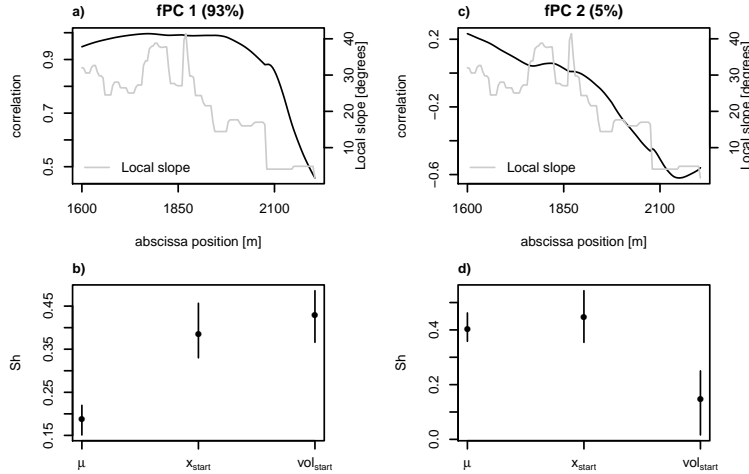 a) fPC 1 (93%)
correlation
0.5 0.7 0.9
10 20 30 40
Local slope [degrees]
Local slope
1600 1850 2100
abscissa position [m]
c) fPC 2 (5%)
correlation
−0.6 −0.2 0.2
10 20 30 40
Local slope [degrees]
Local slope
1600 1850 2100
abscissa position [m]
b)
Sh
0.15 0.25 0.35 0.45
μ xstart volstart
d)
Sh
0.0 0.2 0.4
μ xstart volstart